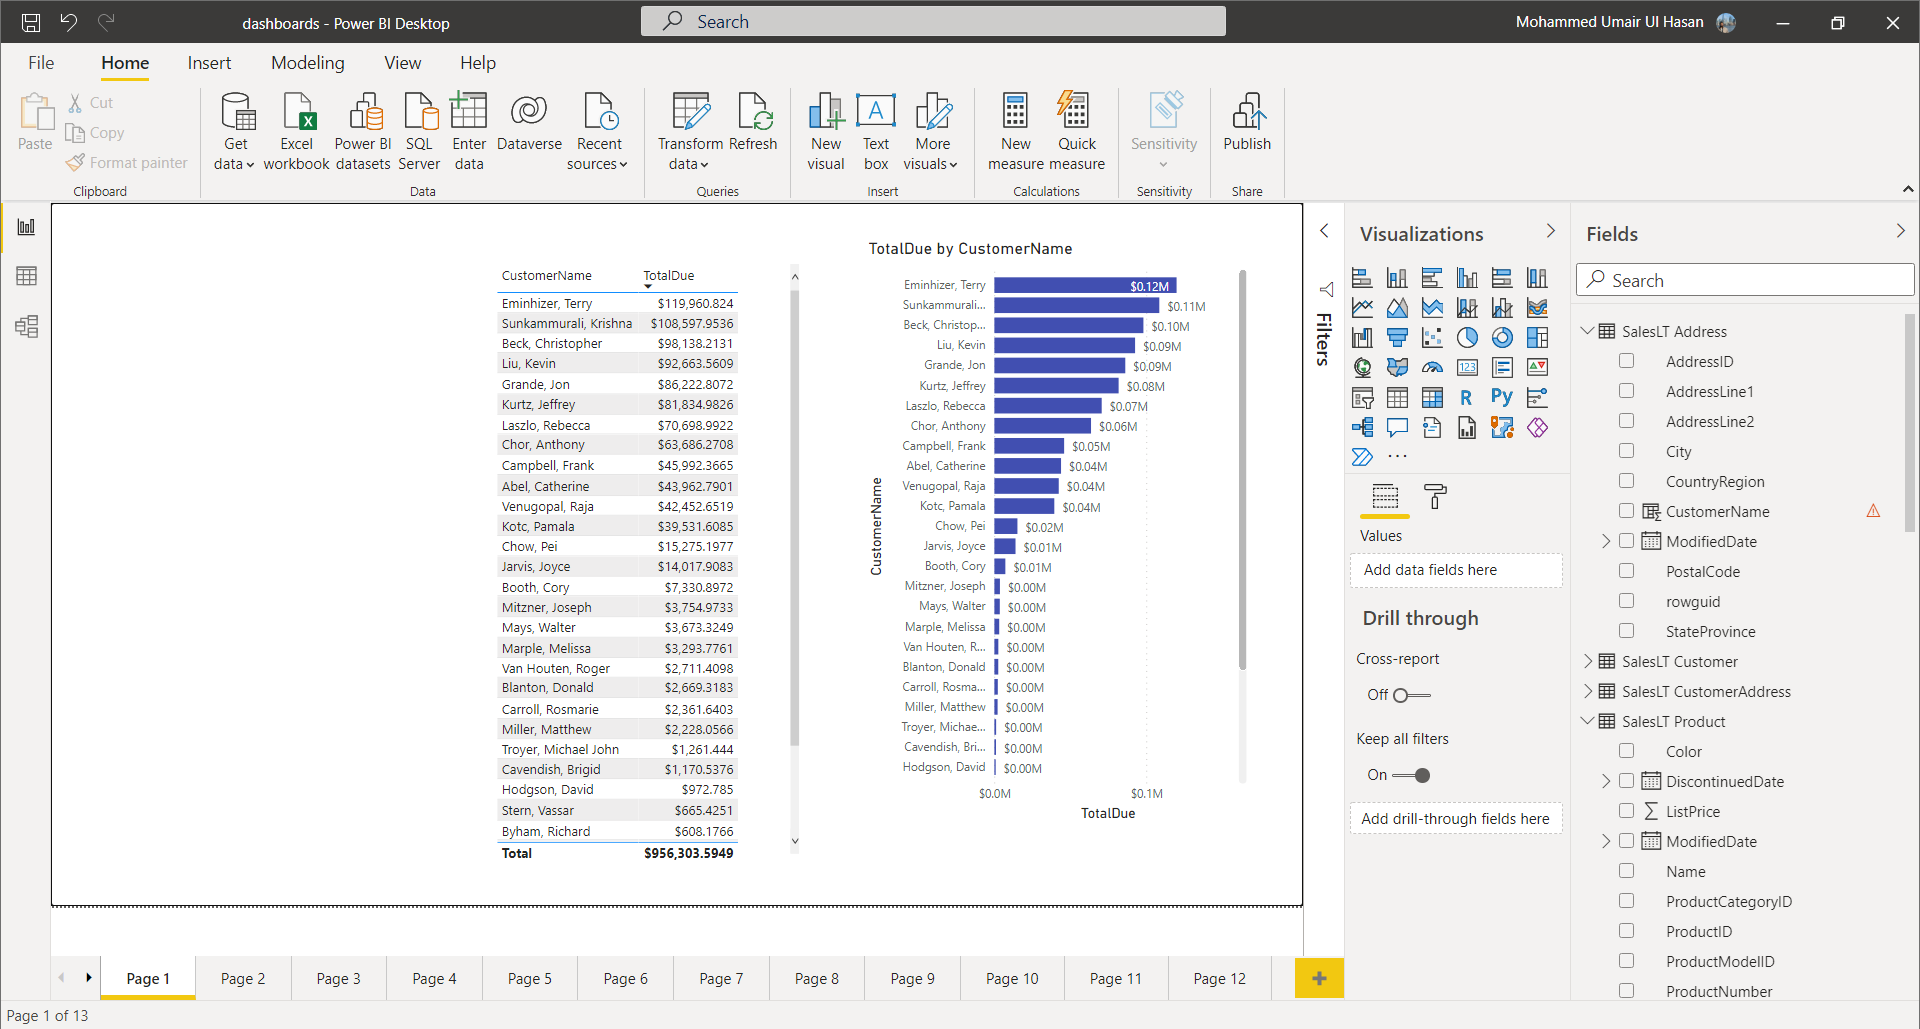 dashboards - Power BI Desktop
Search
Mohammed Umair Ul Hasan
File
Home
Insert
Modeling
View
Help
Paste
Cut
Copy
Format painter
Clipboard
Get data
Excel workbook
Power BI datasets
SQL Server
Enter data
Dataverse
Recent sources
Data
Transform data
Refresh
Queries
New visual
Text box
More visuals
Insert
New measure
Quick measure
Calculations
Sensitivity
Sensitivity
Publish
Share
CustomerName TotalDue
Eminhizer, Terry $119,960.824
Sunkammurali, Krishna $108,597.9536
Beck, Christopher $98,138.2131
Liu, Kevin $92,663.5609
Grande, Jon $86,222.8072
Kurtz, Jeffrey $81,834.9826
Laszlo, Rebecca $70,698.9922
Chor, Anthony $63,686.2708
Campbell, Frank $45,992.3665
Abel, Catherine $43,962.7901
Venugopal, Raja $42,452.6519
Kotc, Pamala $39,531.6085
Chow, Pei $15,275.1977
Jarvis, Joyce $14,017.9083
Booth, Cory $7,330.8972
Mitzner, Joseph $3,754.9733
Mays, Walter $3,673.3249
Marple, Melissa $3,293.7761
Van Houten, Roger $2,711.4098
Blanton, Donald $2,669.3183
Carroll, Rosmarie $2,361.6403
Miller, Matthew $2,228.0566
Troyer, Michael John $1,261.444
Cavendish, Brigid $1,170.5376
Hodgson, David $972.785
Stern, Vassar $665.4251
Byham, Richard $608.1766
Total $956,303.5949
TotalDue by CustomerName
CustomerName
Eminhizer, Terry $0.12M
Sunkammurali... $0.11M
Beck, Christop... $0.10M
Liu, Kevin $0.09M
Grande, Jon $0.09M
Kurtz, Jeffrey $0.08M
Laszlo, Rebecca $0.07M
Chor, Anthony $0.06M
Campbell, Frank $0.05M
Abel, Catherine $0.04M
Venugopal, Raja $0.04M
Kotc, Pamala $0.04M
Chow, Pei $0.02M
Jarvis, Joyce $0.01M
Booth, Cory $0.01M
Mitzner, Joseph $0.00M
Mays, Walter $0.00M
Marple, Melissa $0.00M
Van Houten, R... $0.00M
Blanton, Donald $0.00M
Carroll, Rosma... $0.00M
Miller, Matthew $0.00M
Troyer, Michae... $0.00M
Cavendish, Bri... $0.00M
Hodgson, David $0.00M
$0.0M $0.1M
TotalDue
Filters
Visualizations
123
R
Py
Values
Add data fields here
Drill through
Cross-report
Off
Keep all filters
On
Add drill-through fields here
Fields
Search
SalesLT Address
AddressID
AddressLine1
AddressLine2
City
CountryRegion
CustomerName
ModifiedDate
PostalCode
rowguid
StateProvince
SalesLT Customer
SalesLT CustomerAddress
SalesLT Product
Color
DiscontinuedDate
ListPrice
ModifiedDate
Name
ProductCategoryID
ProductID
ProductModelID
ProductNumber
Page 1
Page 2
Page 3
Page 4
Page 5
Page 6
Page 7
Page 8
Page 9
Page 10
Page 11
Page 12
Page 1 of 13